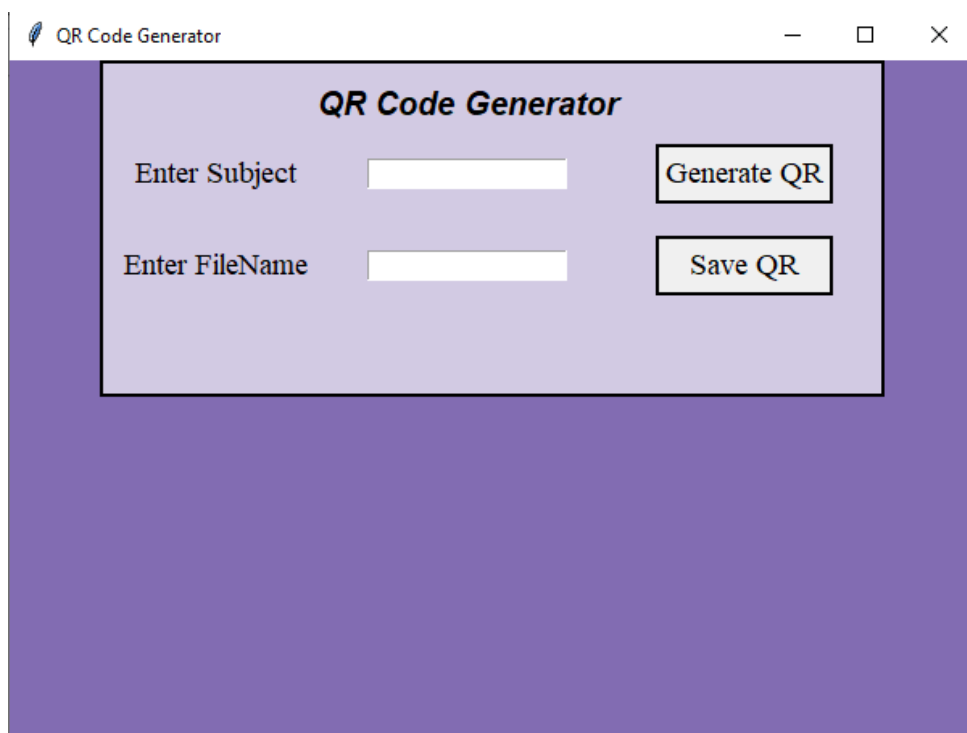 QR Code Generator
QR Code Generator
Enter Subject Generate QR
Enter FileName Save QR